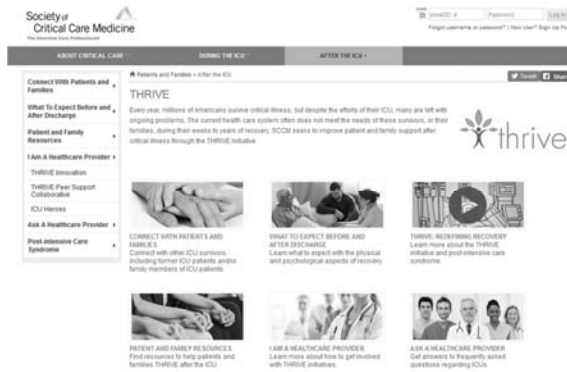 Society of
Critical Care Medicine
The Intensive Care Professionals
emailID #
Password
Log in
Forgot username or password? | New User? Sign Up
ABOUT CRITICAL CARE
DURING THE ICU
AFTER THE ICU
Patients and Families > After the ICU
Tweet
Share
Connect With Patients and
Families
What To Expect Before and
After Discharge
Patient and Family
Resources
I Am A Healthcare Provider
THRIVE Innovation
THRIVE Peer Support
Collaborative
ICU Heroes
Ask A Healthcare Provider
Post-intensive Care
Syndrome
THRIVE
Every year, millions of Americans survive critical illness; but despite the efforts of their ICU, many are left with
ongoing problems. The current health care system often does not meet the needs of these survivors, or their
families, during their weeks to years of recovery. SCCM seeks to improve patient and family support after
critical illness through the THRIVE initiative.
thrive
CONNECT WITH PATIENTS AND
FAMILIES
Connect with other ICU survivors,
including former ICU patients and/or
family members of ICU patients.
WHAT TO EXPECT BEFORE AND
AFTER DISCHARGE
Learn what to expect with the physical
and psychological aspects of recovery.
THRIVE: REDEFINING RECOVERY
Learn more about the THRIVE
initiative and post-intensive care
syndrome.
PATIENT AND FAMILY RESOURCES
Find resources to help patients and
families THRIVE after the ICU
I AM A HEALTHCARE PROVIDER
Learn more about how to get involved
with THRIVE initiatives.
ASK A HEALTHCARE PROVIDER
Get answers to frequently asked
questions regarding ICUs.